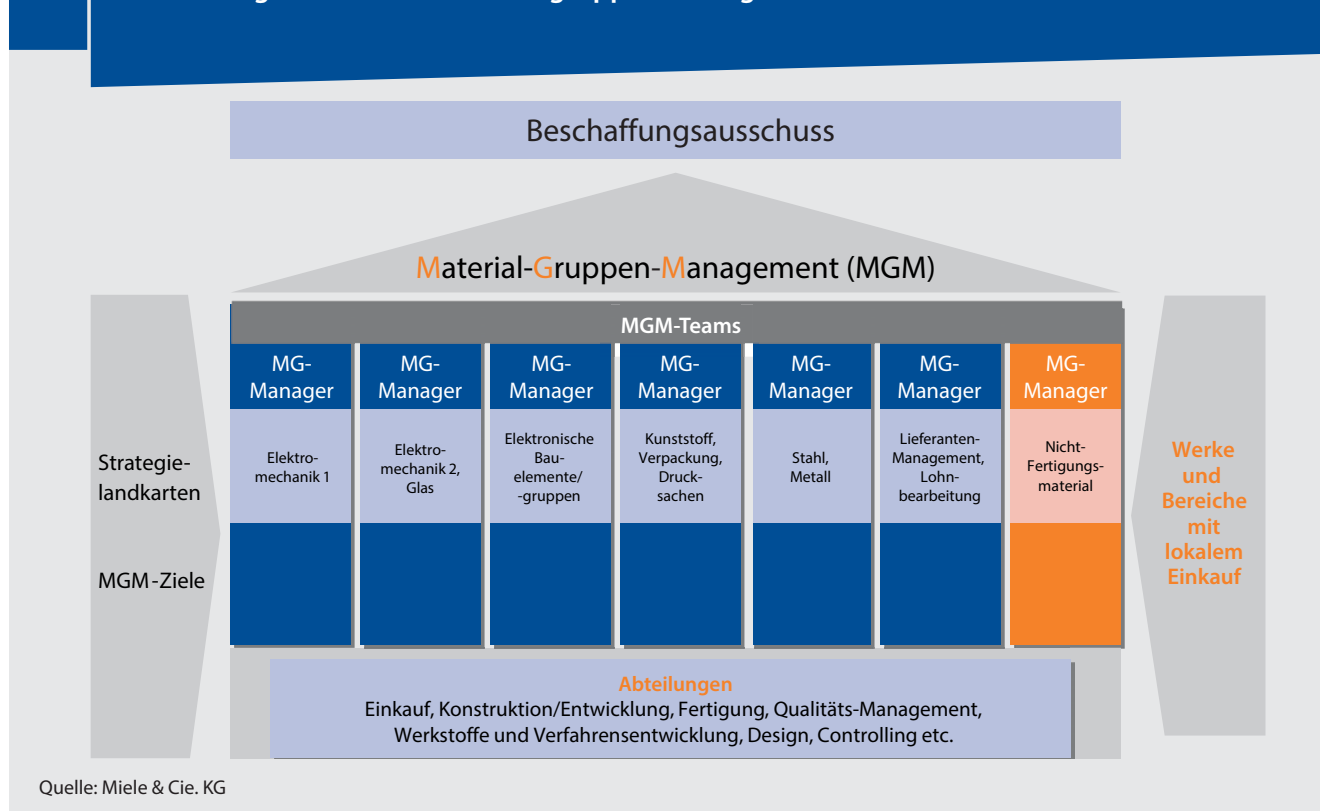 Beschaffungsausschuss
Material-Gruppen-Management (MGM)
MGM-Teams
MG-
Manager
MG-
Manager
MG-
Manager
MG-
Manager
MG-
Manager
MG-
Manager
MG-
Manager
Elektro-
mechanik 1
Elektro-
mechanik 2,
Glas
Elektronische
Bau-
elemente/
-gruppen
Kunststoff,
Verpackung,
Druck-
sachen
Stahl,
Metall
Lieferanten-
Management,
Lohn-
bearbeitung
Nicht-
Fertigungs-
material
Strategie-
landkarten
MGM-Ziele
Werke
und
Bereiche
mit
lokalem
Einkauf
Abteilungen
Einkauf, Konstruktion/Entwicklung, Fertigung, Qualitäts-Management,
Werkstoffe und Verfahrensentwicklung, Design, Controlling etc.
Quelle: Miele & Cie. KG